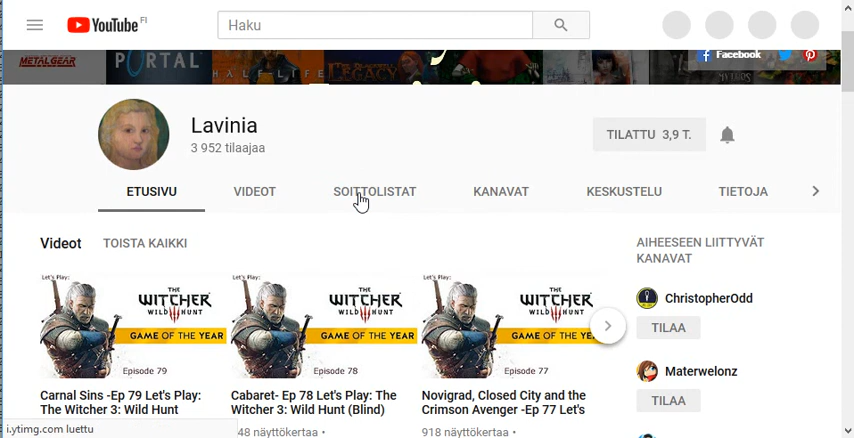 YouTube FI
Haku
METAL GEAR
PORTAL
HALF-LIFE
LEGACY
Facebook
Lavinia
3 952 tilaajaa
TILATTU 3,9 T.
ETUSIVU VIDEOT SOITTOLISTAT KANAVAT KESKUSTELU TIETOJA
Videot TOISTA KAIKKI
AIHEESEEN LIITTYVÄT
KANAVAT
Let's Play:
THE
WITCHER
WILD HUNT
GAME OF THE YEAR
Episode 79
Let's Play:
THE
WITCHER
WILD HUNT
GAME OF THE YEAR
Episode 78
Let's Play:
THE
WITCHER
WILD HUNT
GAME OF THE YEAR
Episode 77
ChristopherOdd
TILAA
Materwelonz
TILAA
Carnal Sins -Ep 79 Let's Play:
The Witcher 3: Wild Hunt
Cabaret- Ep 78 Let's Play: The
Witcher 3: Wild Hunt (Blind)
Novigrad, Closed City and the
Crimson Avenger -Ep 77 Let's
i.ytimg.com luettu
48 näyttökertaa •
918 näyttökertaa •